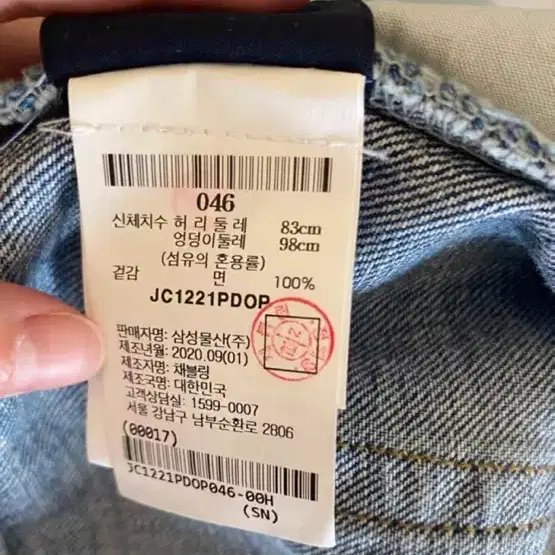 046
신체치수 허 리 둘 레 83cm
엉덩이둘레 98cm
(섬유의 혼용률)
겉감 면 100%
JC1221PDOP
판매자명: 삼성물산(주)
제조년월: 2020.09(01)
제조자명: 채블링
제조국명: 대한민국
고객상담실: 1599-0007
서울 강남구 남부순환로 2806
(00017)
JC1221PDOP046-00H
(SN)